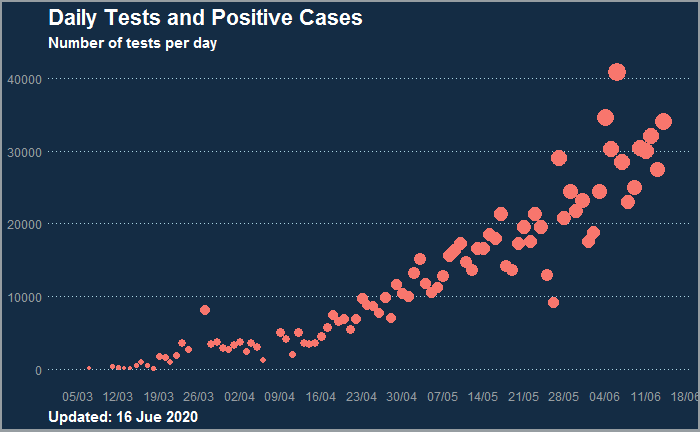 Daily Tests and Positive Cases
Number of tests per day
40000
30000
20000
10000
0
05/03 12/03 19/03 26/03 02/04 09/04 16/04 23/04 30/04 07/05 14/05 21/05 28/05 04/06 11/06 18/06
Updated: 16 Jue 2020